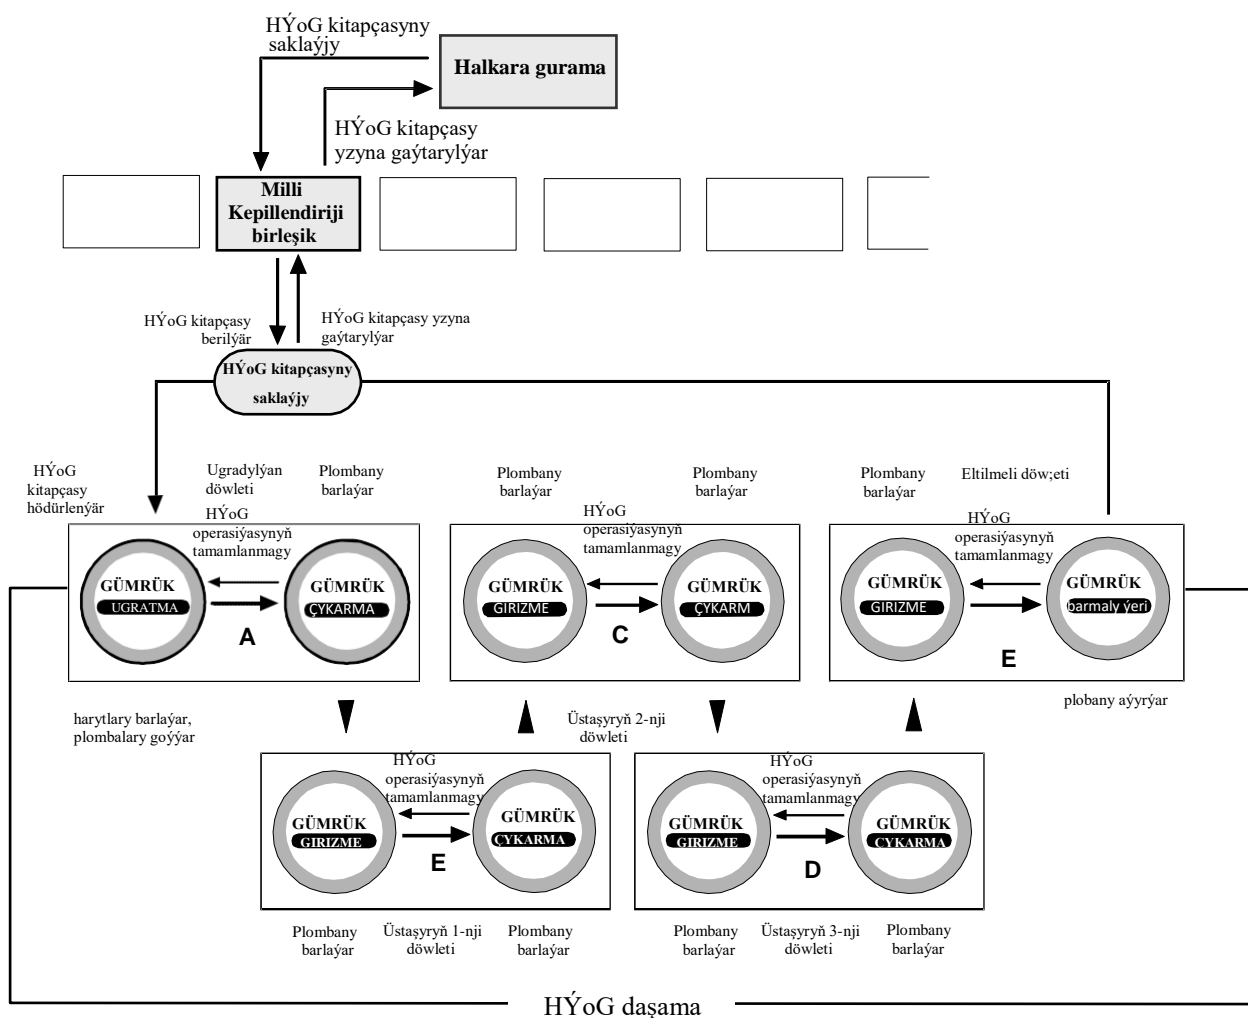 HÝoG kitapçasyny
saklaýjy
Halkara gurama
HÝoG kitapçasy
yzyna gaýtarylýar
Milli
Kepillendiriji
birleşik
HÝoG kitapçasy
berilýär
HÝoG kitapçasy yzyna
gaýtarylýar
HÝoG kitapçasyny
saklaýjy
HÝoG
kitapçasy
hödürlenýär
Ugradylýan
döwleti
Plombany
barlaýar
Plombany
barlaýar
Plombany
barlaýar
Plombany
barlaýar
Eltilmeli döw;eti
HÝoG
operasiýasynyň
tamamlanmagy
GÜMRÜK
UGRATMA
GÜMRÜK
ÇYKARMA
A
HÝoG
operasiýasynyň
tamamlanmagy
GÜMRÜK
GIRIZME
GÜMRÜK
ÇYKARM
C
HÝoG
operasiýasynyň
tamamlanmagy
GÜMRÜK
GIRIZME
GÜMRÜK
barmaly ýeri
E
harytlary barlaýar,
plombalary goýýar
Üstaşyryň 2-nji
döwleti
plobany aýyrýar
HÝoG
operasiýasynyň
tamamlanmagy
GÜMRÜK
GIRIZME
GÜMRÜK
ÇYKARMA
E
HÝoG
operasiýasynyň
tamamlanmagy
GÜMRÜK
GIRIZME
GÜMRÜK
ÇYKARMA
D
Plombany
barlaýar
Üstaşyryň 1-nji
döwleti
Plombany
barlaýar
Plombany
barlaýar
Üstaşyryň 3-nji
döwleti
Plombany
barlaýar
HÝoG daşama